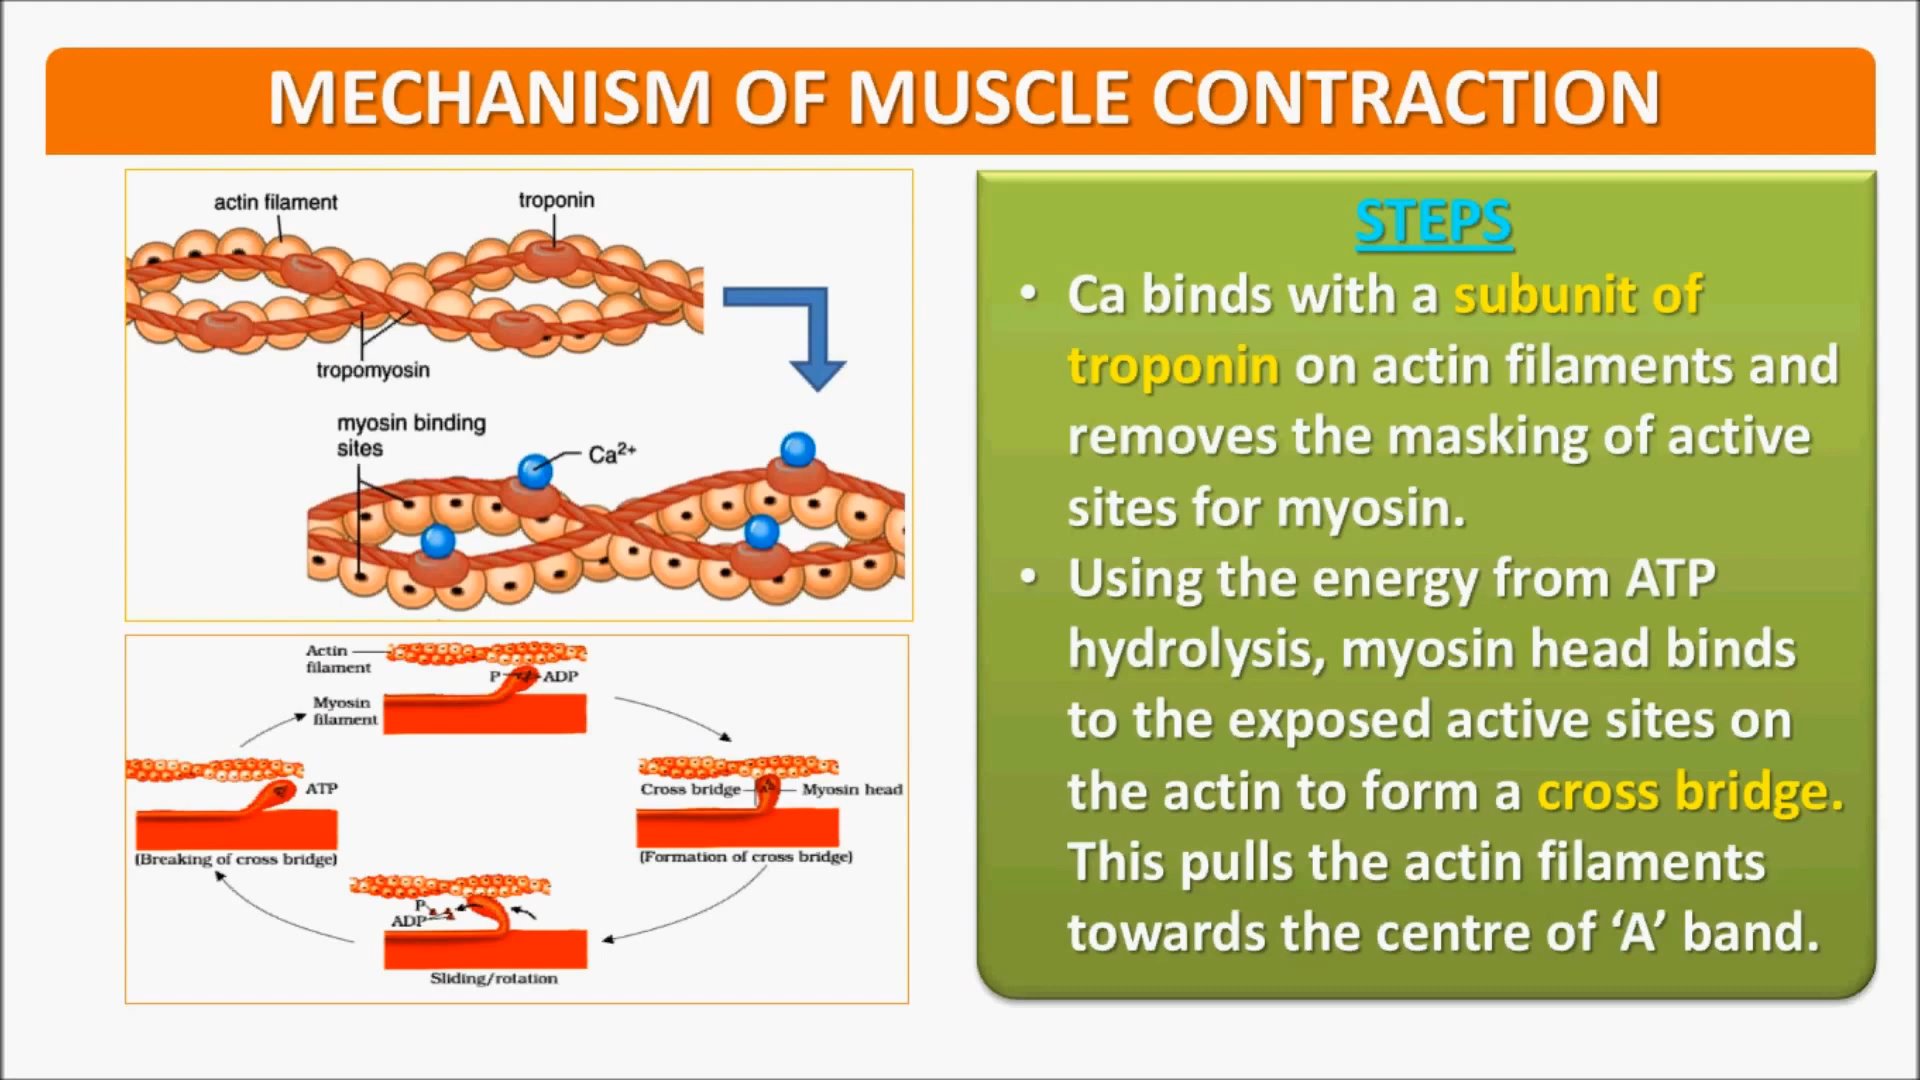 MECHANISM OF MUSCLE CONTRACTION
actin filament
troponin
tropomyosin
myosin binding
sites
Ca²⁺
Actin
filament
P
ADP
Myosin
filament
ATP
(Breaking of cross bridge)
Cross bridge
Myosin head
(Formation of cross bridge)
P
ADP
Sliding/rotation
STEPS
• Ca binds with a subunit of
troponin on actin filaments and
removes the masking of active
sites for myosin.
• Using the energy from ATP
hydrolysis, myosin head binds
to the exposed active sites on
the actin to form a cross bridge.
This pulls the actin filaments
towards the centre of ‘A’ band.